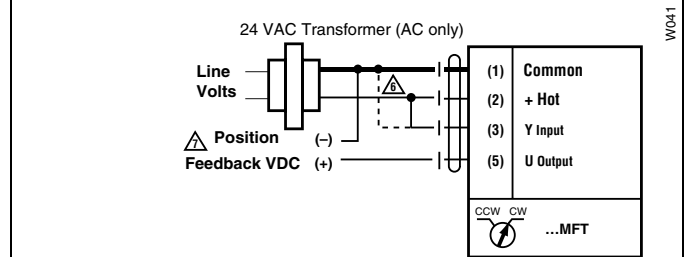 24 VAC Transformer (AC only)
W041
Line
Volts
(1) Common
6
(2) + Hot
(3) Y Input
7 Position (–)
Feedback VDC (+)
(5) U Output
CCW CW
...MFT